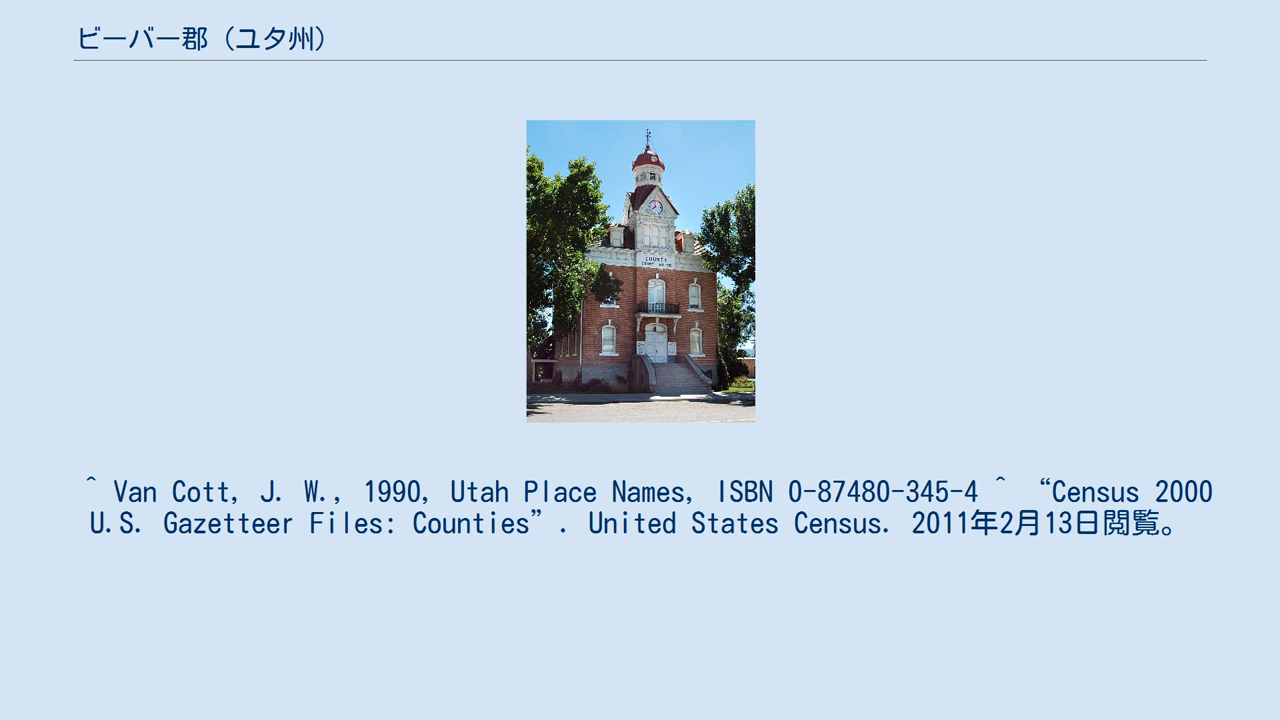 ビーバー郡（ユタ州）
COUNTY
^ Van Cott, J. W., 1990, Utah Place Names, ISBN 0-87480-345-4 ^ “Census 2000
U.S. Gazetteer Files: Counties”. United States Census. 2011年2月13日閲覧。